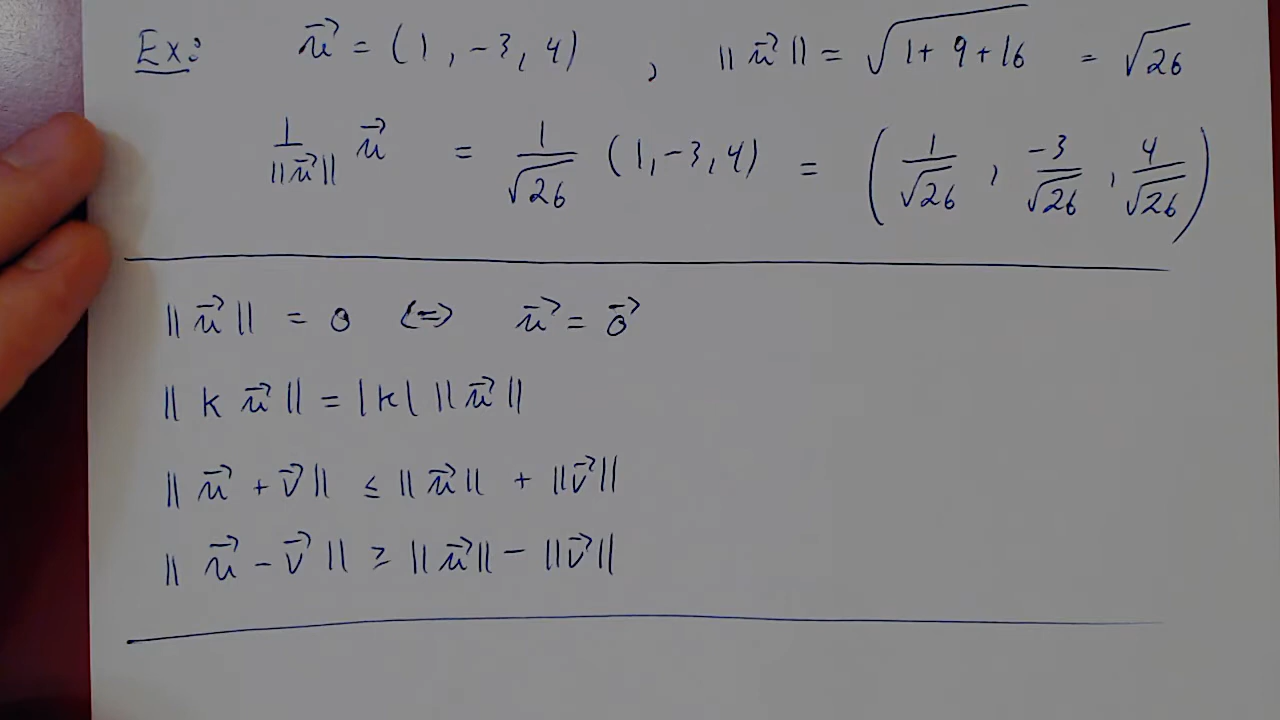 Ex: u⃗ = (1, -3, 4) , ||u⃗|| = √(1+9+16) = √26
1/||u⃗|| u⃗ = 1/√26 (1, -3, 4) = (1/√26, -3/√26, 4/√26)
||u⃗|| = 0 <=> u⃗ = 0⃗
||k u⃗|| = |k| ||u⃗||
||u⃗ + v⃗|| ≤ ||u⃗|| + ||v⃗||
||u⃗ - v⃗|| ≥ ||u⃗|| - ||v⃗||